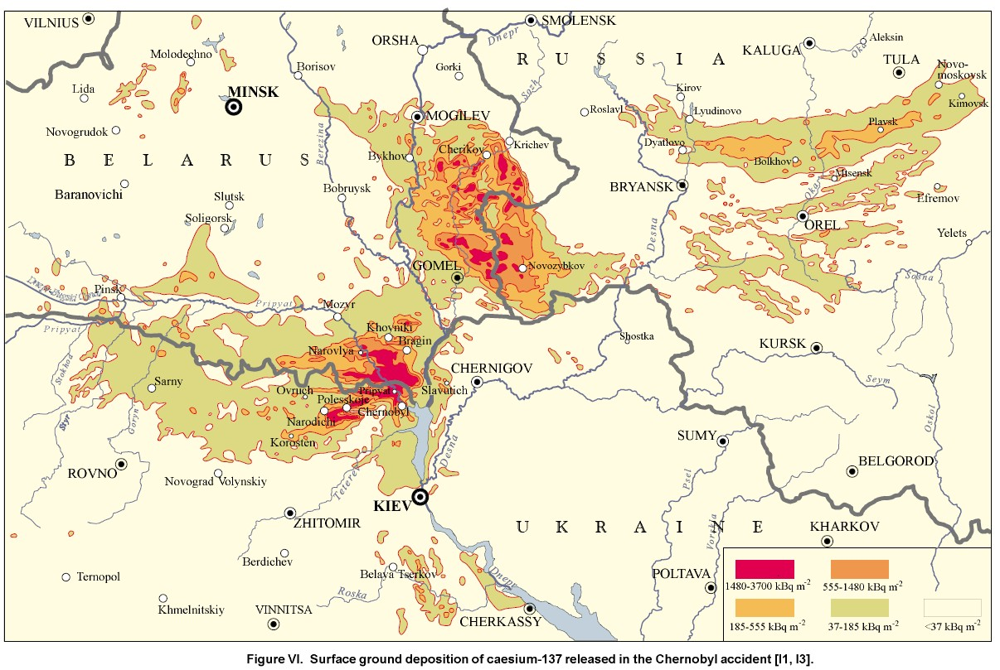 VILNIUS
SMOLENSK
Dnepr
ORSHA
KALUGA
Oka
Aleksin
R U S S I A
TULA
Molodechno
Borisov
Gorki
Novo-
moskovsk
Lida
MINSK
Sozh
Kirov
Kimovsk
MOGILEV
Roslavl
Lyudinovo
Plavsk
Novogrudok
Berezina
Krichev
Cherikov
Dyatlovo
B E L A R U S
Bykhov
Bolkhov
Mtsensk
Baranovichi
Bobruysk
BRYANSK
Oka
Efremov
Slutsk
Soligorsk
Desna
OREL
Yelets
GOMEL
Novozybkov
Sosna
Pinsk
Pripyat
Mozyr
Pripyat
Khovniki
Bragin
Shostka
KURSK
Narovlya
Stokhod
CHERNIGOV
Sarny
Ovruch
Pripyat
Slavutich
Seym
Polesskoje
Chernobyl
Styr
Goryn
Narodichi
Oskol
Korosten
Desna
SUMY
ROVNO
Novograd Volynskiy
Teterev
Psel
BELGOROD
KIEV
ZHITOMIR
U K R A I N E
KHARKOV
Vorskla
Berdichev
Ternopol
Belaya Tserkov
Dnepr
POLTAVA
Roska
Khmelnitskiy
VINNITSA
CHERKASSY
1480-3700 kBq m-2
555-1480 kBq m-2
185-555 kBq m-2
37-185 kBq m-2
<37 kBq m-2
Figure VI. Surface ground deposition of caesium-137 released in the Chernobyl accident [I1, I3].